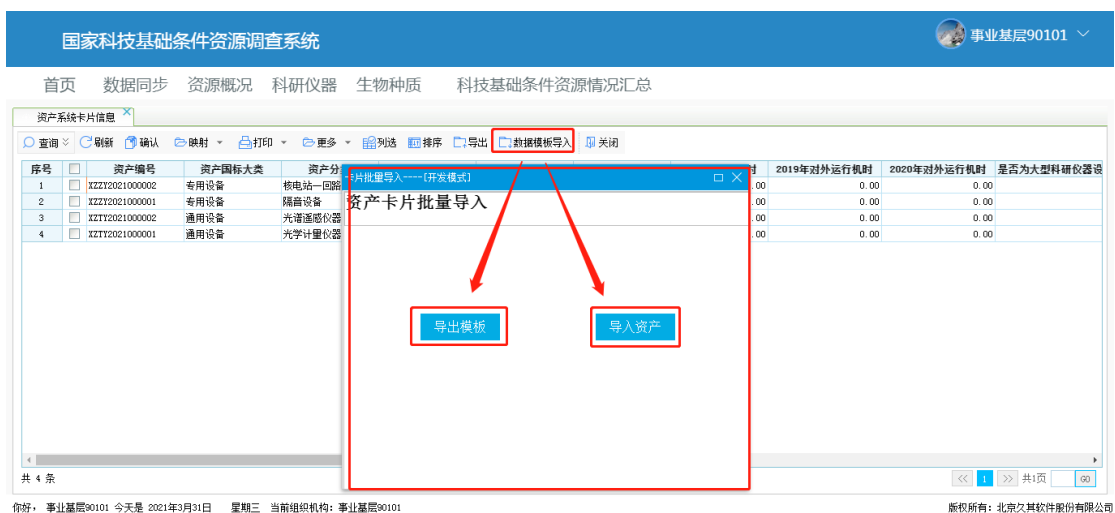 国家科技基础条件资源调查系统
事业基层90101
首页 数据同步 资源概况 科研仪器 生物种质 科技基础条件资源情况汇总
资产系统卡片信息
查询 刷新 确认 映射 打印 更多 列选 排序 导出 数据模板导入 关闭
序号 资产编号 资产国标大类 资产分 时 2019年对外运行机时 2020年对外运行机时 是否为大型科研仪器设
卡片批量导入----[开发模式]
1 XZZY2021000002 专用设备 核电站一回路 .00 0.00 0.00
资产卡片批量导入
2 XZZY2021000001 专用设备 隔音设备 .00 0.00 0.00
3 XZTY2021000002 通用设备 光谱遥感仪器 .00 0.00 0.00
4 XZTY2021000001 通用设备 光学计量仪器 .00 0.00 0.00
导出模板 导入资产
共 4 条 << 1 >> 共1页 GO
你好， 事业基层90101 今天是 2021年3月31日 星期三 当前组织机构：事业基层90101 版权所有：北京久其软件股份有限公司